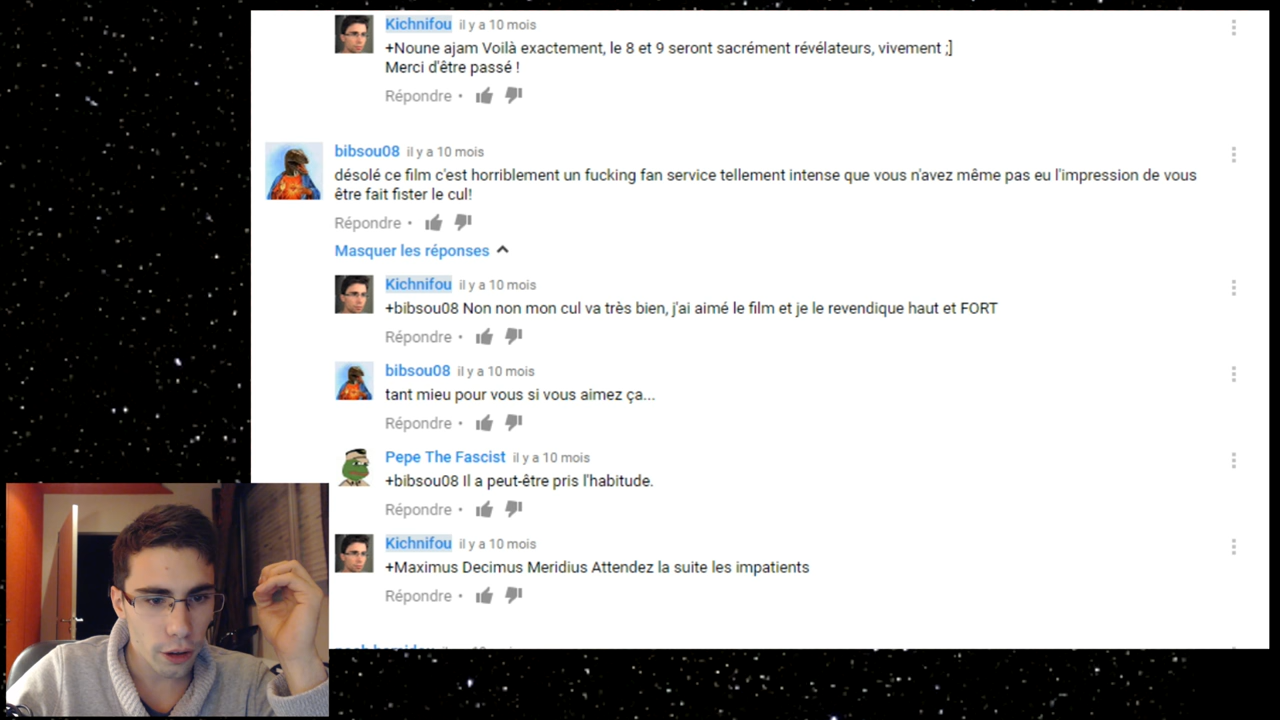 Kichnifou il y a 10 mois
+Noune ajam Voilà exactement, le 8 et 9 seront sacrément révélateurs, vivement ;]
Merci d'être passé !
Répondre •
bibsou08 il y a 10 mois
désolé ce film c'est horriblement un fucking fan service tellement intense que vous n'avez même pas eu l'impression de vous
être fait fister le cul!
Répondre •
Masquer les réponses
Kichnifou il y a 10 mois
+bibsou08 Non non mon cul va très bien, j'ai aimé le film et je le revendique haut et FORT
Répondre •
bibsou08 il y a 10 mois
tant mieu pour vous si vous aimez ça...
Répondre •
Pepe The Fascist il y a 10 mois
+bibsou08 Il a peut-être pris l'habitude.
Répondre •
Kichnifou il y a 10 mois
+Maximus Decimus Meridius Attendez la suite les impatients
Répondre •